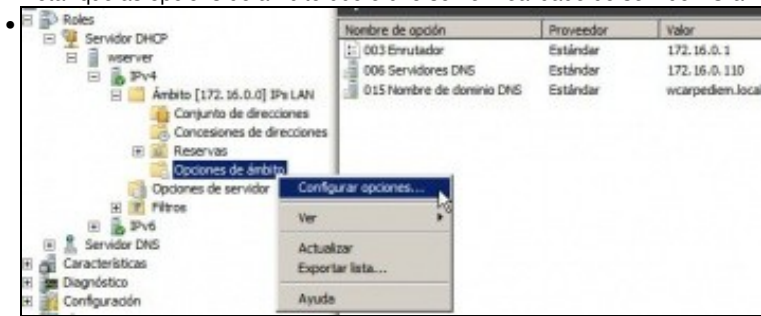 Roles
Servidor DHCP
wserver
IPv4
Ámbito [172.16.0.0] IPs LAN
Conjunto de direcciones
Concesiones de direcciones
Reservas
Opciones de ámbito
Opciones de servidor
Filtros
IPv6
Servidor DNS
Características
Diagnóstico
Configuración
Nombre de opción Proveedor Valor
003 Enrutador Estándar 172.16.0.1
006 Servidores DNS Estándar 172.16.0.110
015 Nombre de dominio DNS Estándar wcarpediem.local
Configurar opciones...
Ver
Actualizar
Exportar lista...
Ayuda